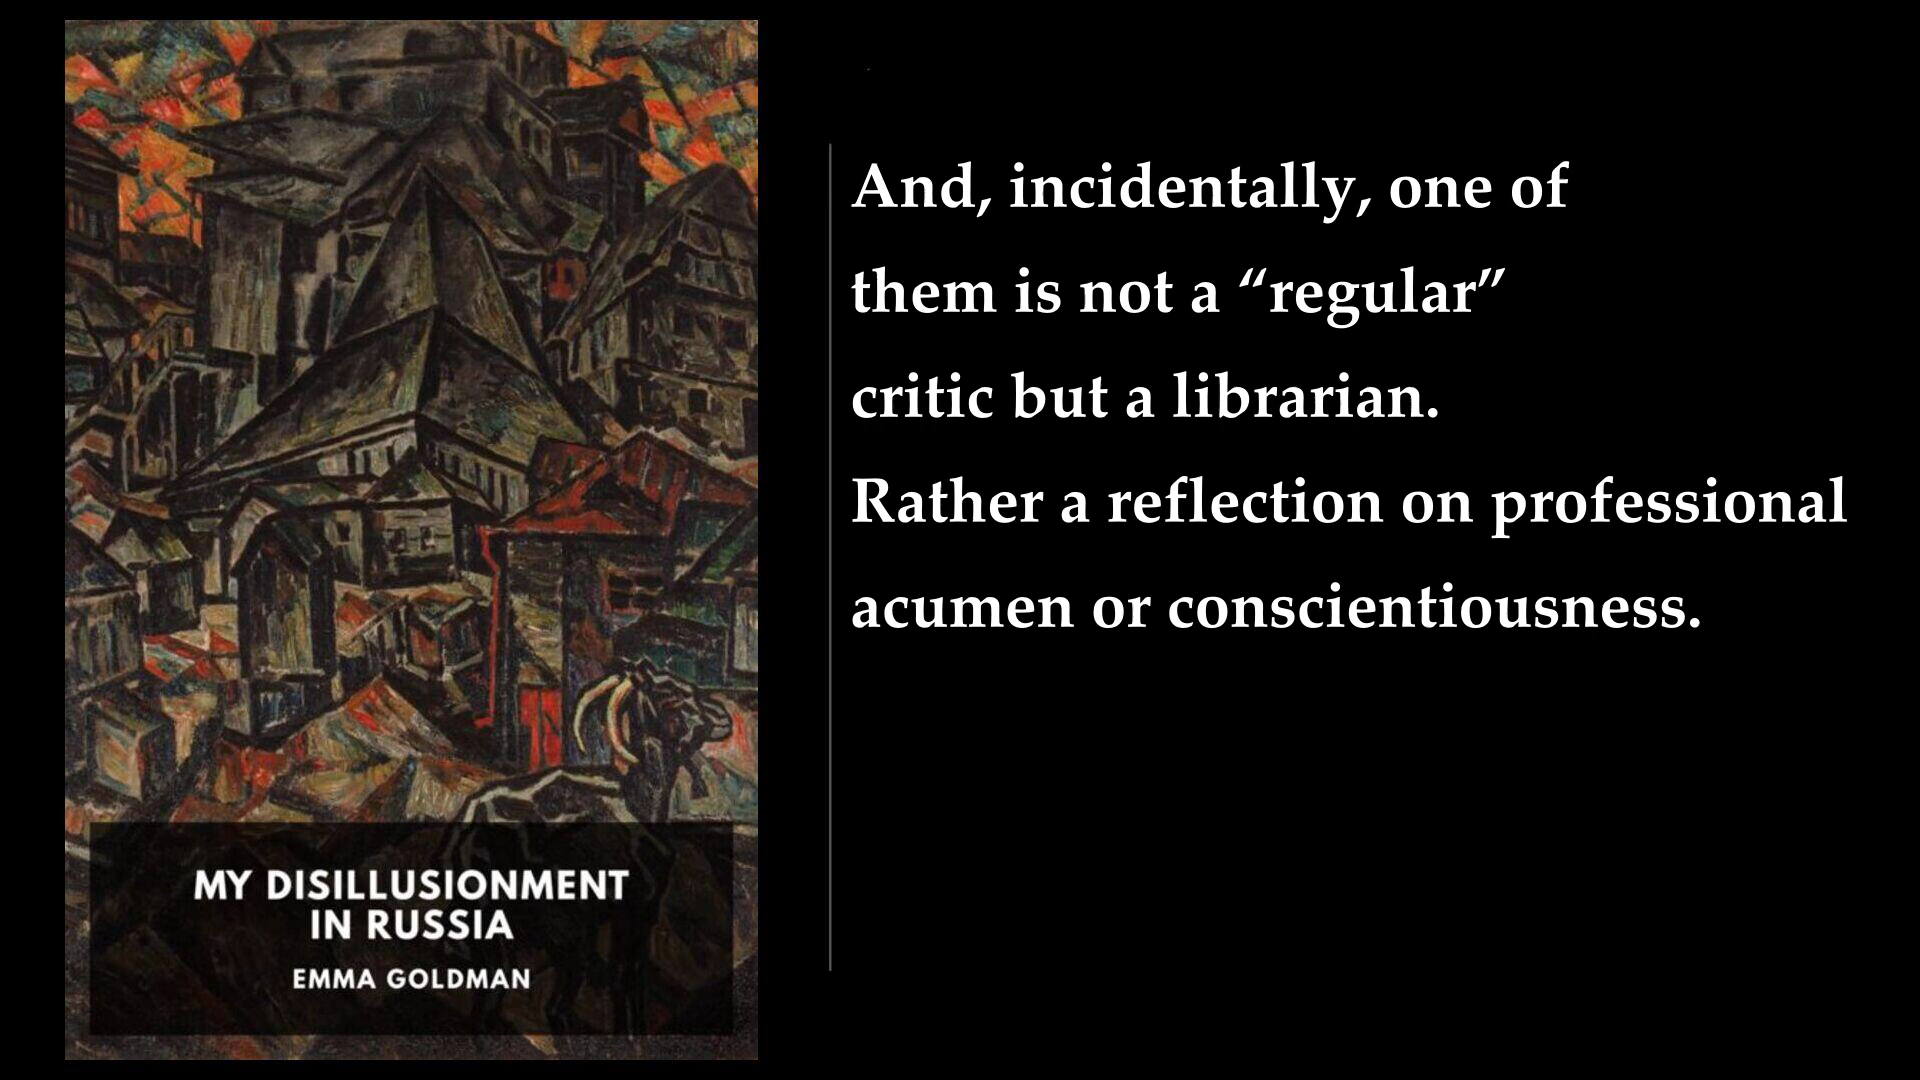 MY DISILLUSIONMENT
IN RUSSIA
EMMA GOLDMAN
And, incidentally, one of
them is not a “regular”
critic but a librarian.
Rather a reflection on professional
acumen or conscientiousness.